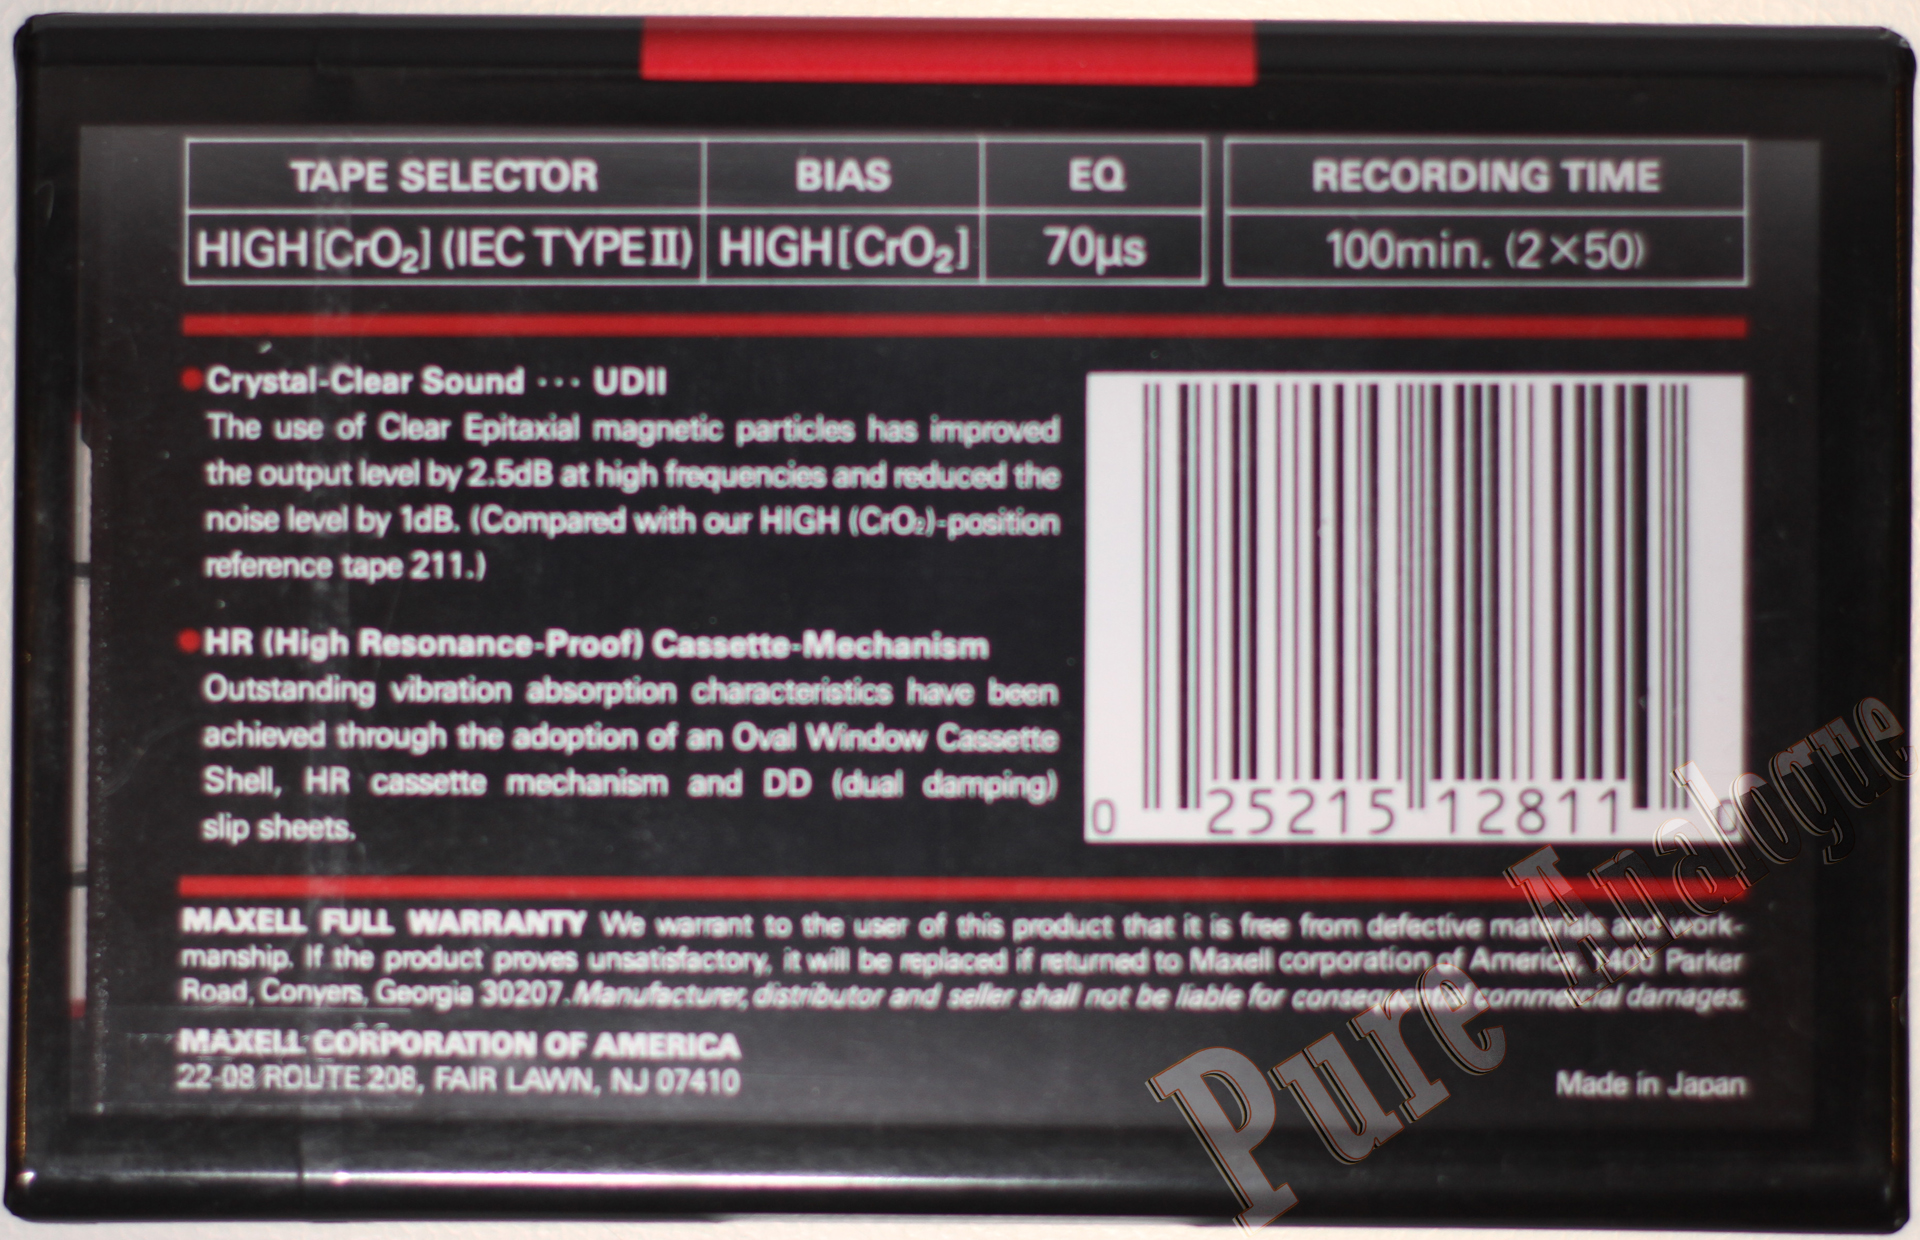 TAPE SELECTOR BIAS EQ RECORDING TIME
HIGH[CrO₂] (IEC TYPE II) HIGH[CrO₂] 70µs 100min. (2×50)
●Crystal-Clear Sound ··· UDII
The use of Clear Epitaxial magnetic particles has improved
the output level by 2.5dB at high frequencies and reduced the
noise level by 1dB. (Compared with our HIGH (CrO₂)-position
reference tape 211.)
●HR (High Resonance-Proof) Cassette-Mechanism
Outstanding vibration absorption characteristics have been
achieved through the adoption of an Oval Window Cassette
Shell, HR cassette mechanism and DD (dual damping)
slip sheets.
0 25215 12811 0
MAXELL FULL WARRANTY We warrant to the user of this product that it is free from defective materials and work-
manship. If the product proves unsatisfactory, it will be replaced if returned to Maxell corporation of America, 1400 Parker
Road, Conyers, Georgia 30207. Manufacturer, distributor and seller shall not be liable for consequential commercial damages.
MAXELL CORPORATION OF AMERICA
22-08 ROUTE 208, FAIR LAWN, NJ 07410
Made in Japan
Pure Analogue